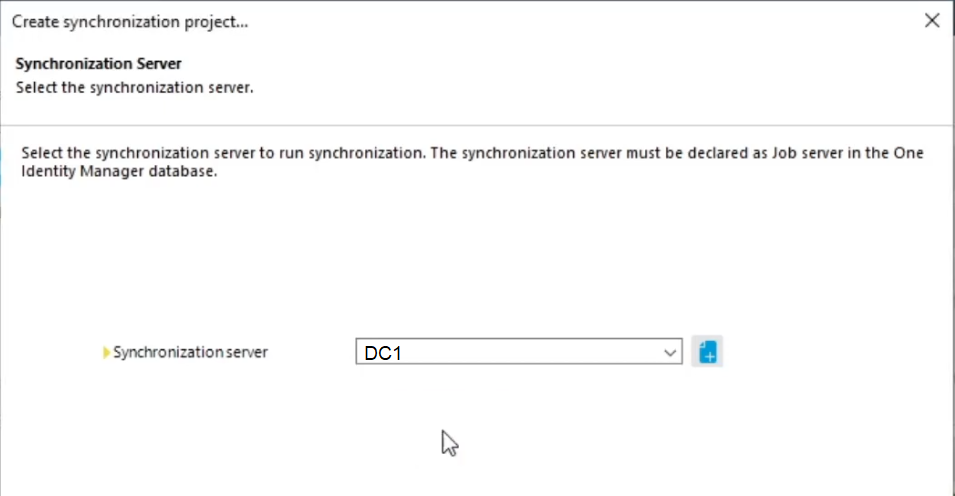 Create synchronization project...
Synchronization Server
Select the synchronization server.
Select the synchronization server to run synchronization. The synchronization server must be declared as Job server in the One
Identity Manager database.
Synchronization server DC1